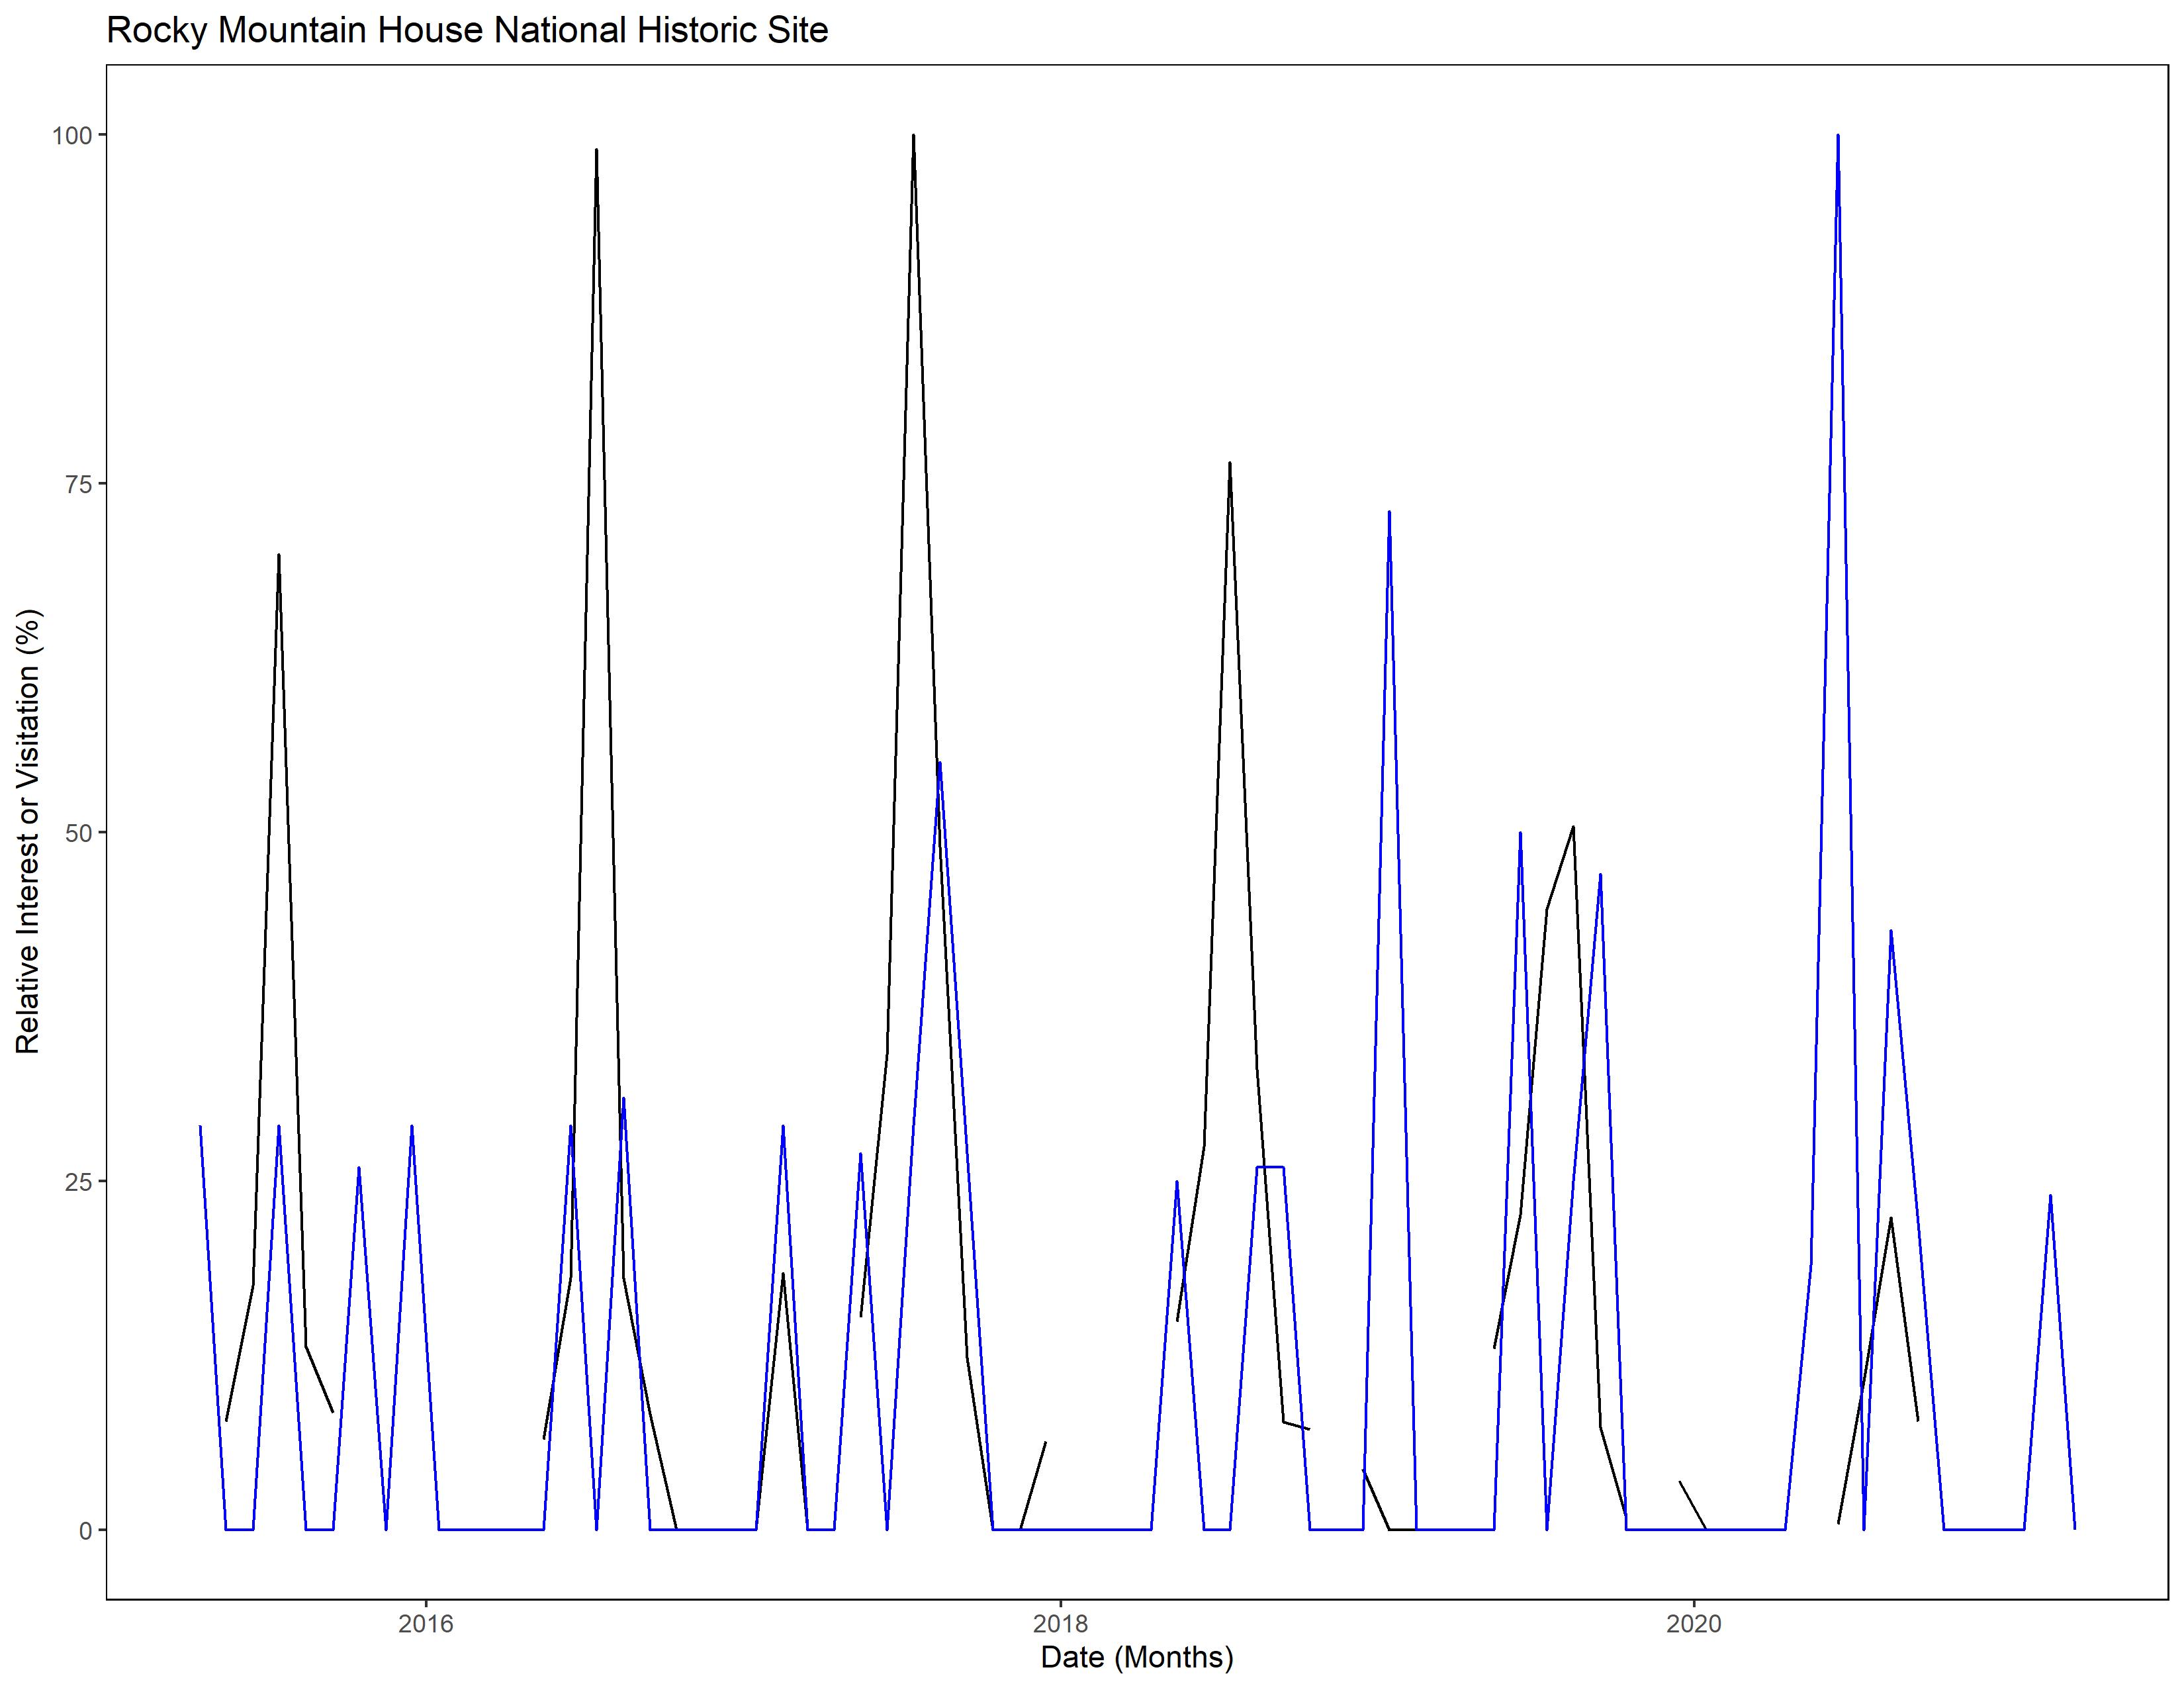 Rocky Mountain House National Historic Site
100
75
50
25
0
Relative Interest or Visitation (%)
2016
2018
2020
Date (Months)